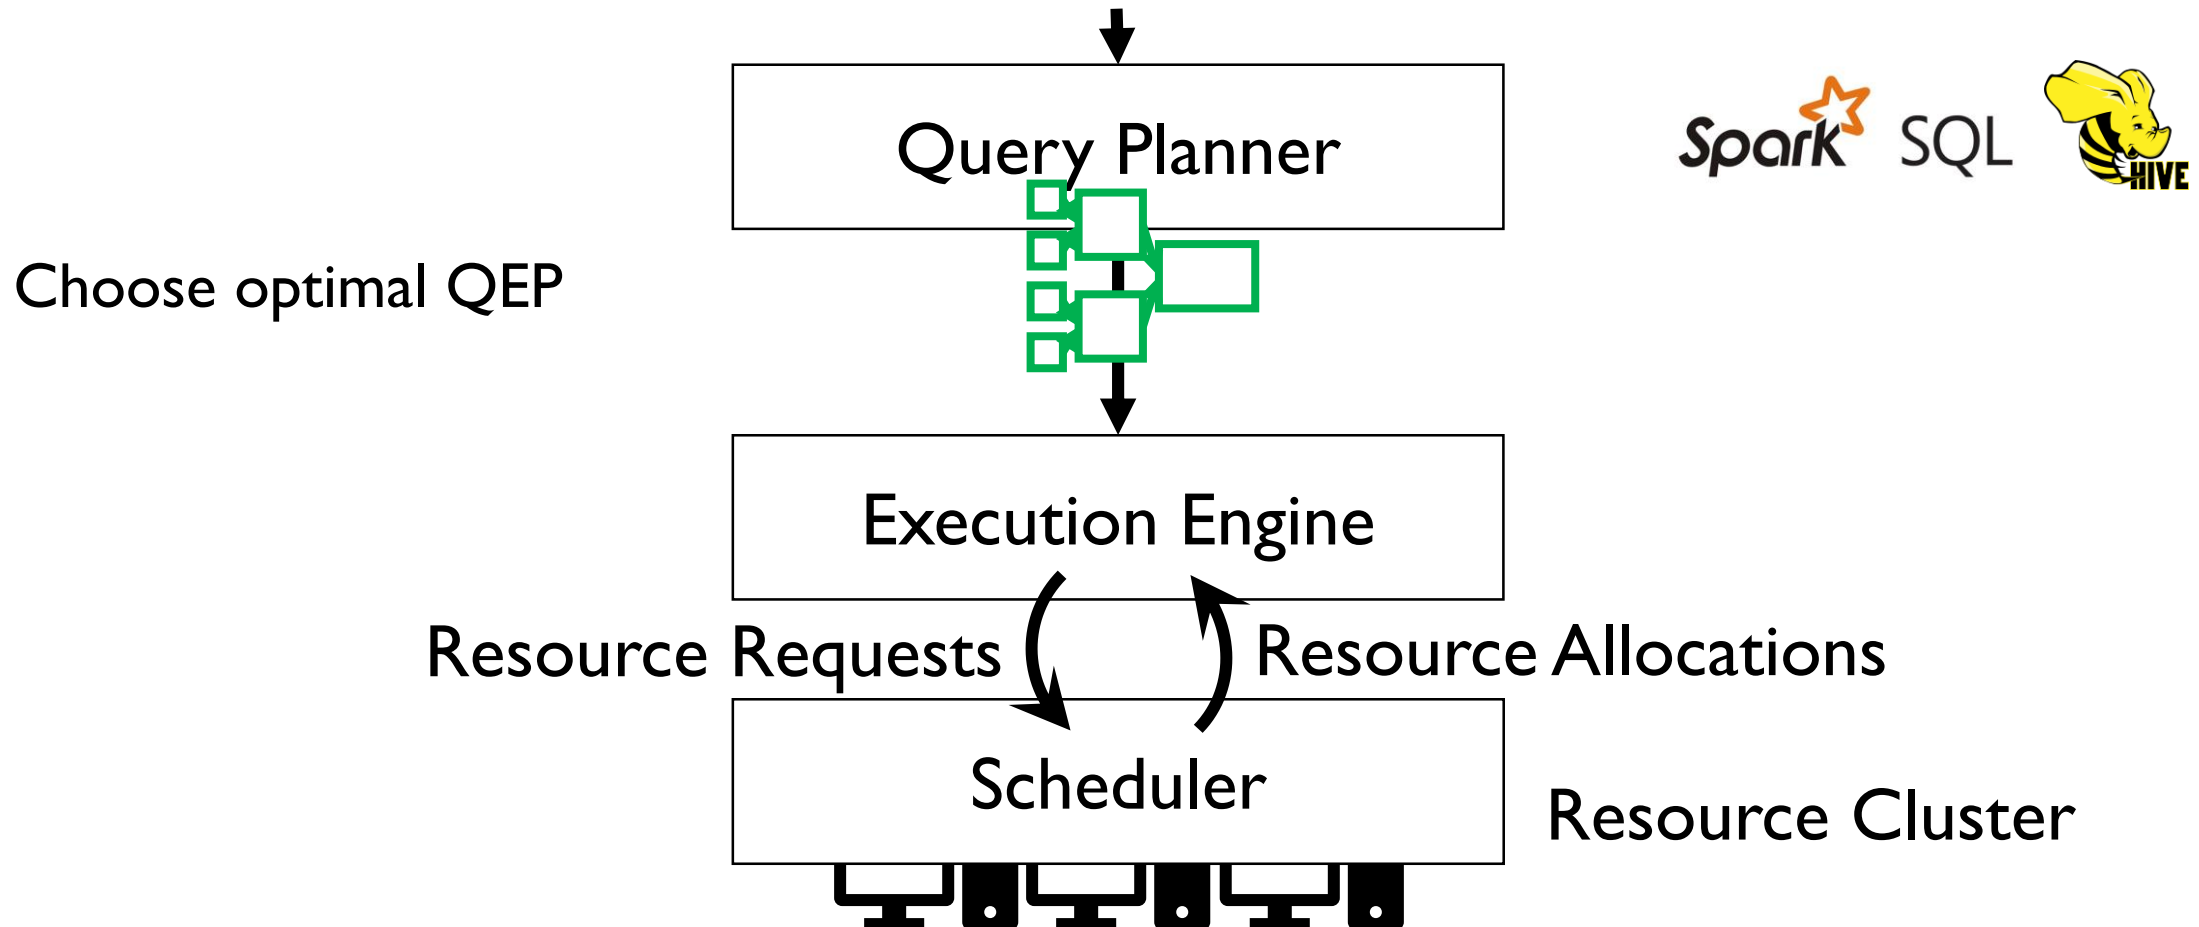 Query Planner
Spark SQL
HIVE
Choose optimal QEP
Execution Engine
Resource Requests
Resource Allocations
Scheduler
Resource Cluster